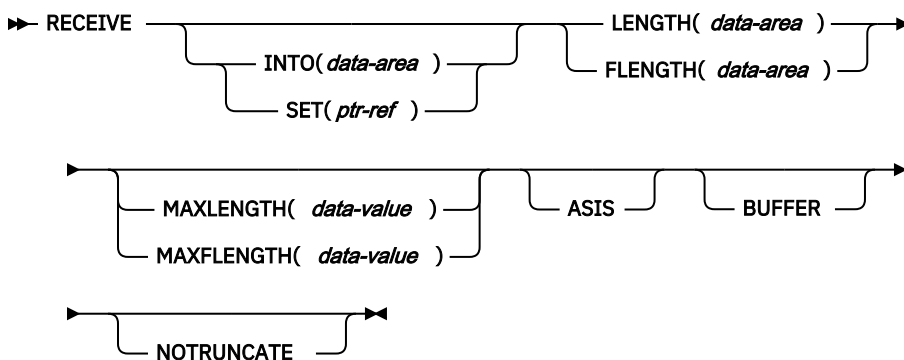 RECEIVE LENGTH( data-area )
INTO( data-area ) FLENGTH( data-area )
SET( ptr-ref )
MAXLENGTH( data-value ) ASIS BUFFER
MAXFLENGTH( data-value )
NOTRUNCATE